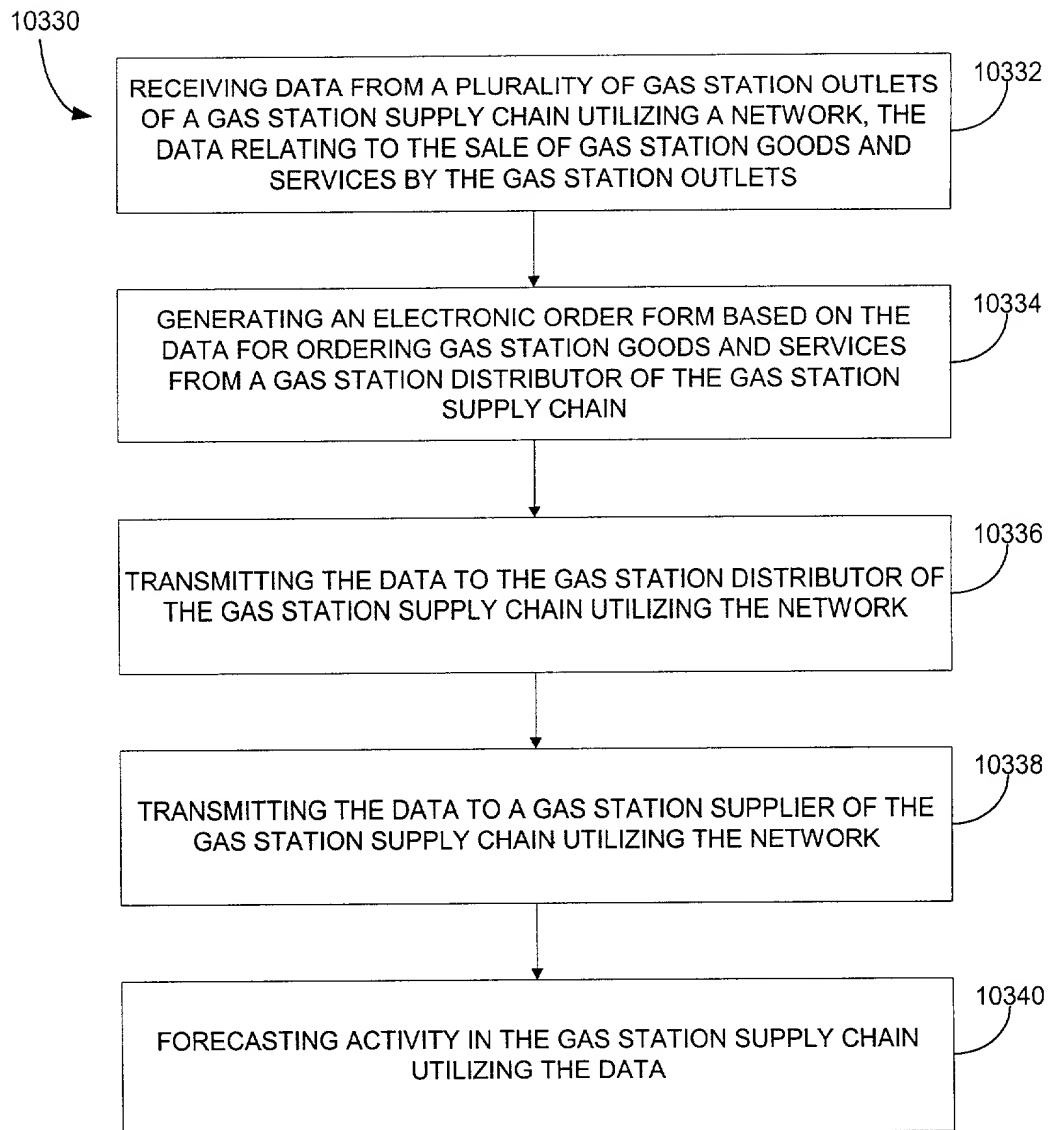 10330
RECEIVING DATA FROM A PLURALITY OF GAS STATION OUTLETS
OF A GAS STATION SUPPLY CHAIN UTILIZING A NETWORK, THE
DATA RELATING TO THE SALE OF GAS STATION GOODS AND
SERVICES BY THE GAS STATION OUTLETS
10332
GENERATING AN ELECTRONIC ORDER FORM BASED ON THE
DATA FOR ORDERING GAS STATION GOODS AND SERVICES
FROM A GAS STATION DISTRIBUTOR OF THE GAS STATION
SUPPLY CHAIN
10334
TRANSMITTING THE DATA TO THE GAS STATION DISTRIBUTOR OF
THE GAS STATION SUPPLY CHAIN UTILIZING THE NETWORK
10336
TRANSMITTING THE DATA TO A GAS STATION SUPPLIER OF THE
GAS STATION SUPPLY CHAIN UTILIZING THE NETWORK
10338
FORECASTING ACTIVITY IN THE GAS STATION SUPPLY CHAIN
UTILIZING THE DATA
10340